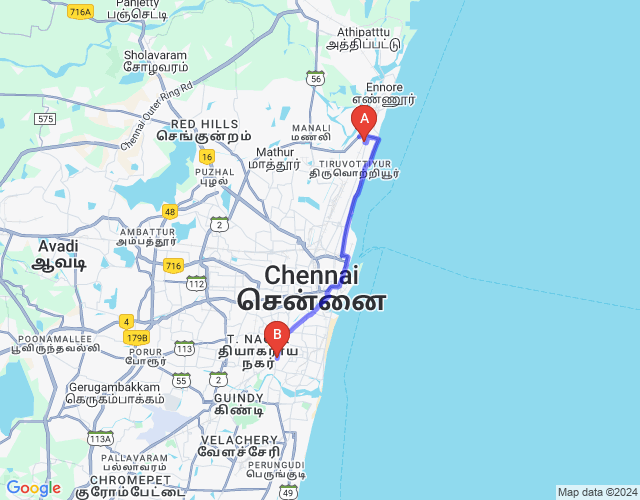 Panjetty
பஞ்செட்டி
716A
Athipatttu
அத்திப்பட்டு
Sholavaram
சோழவரம்
56
Ennore
எண்ணூர்
Chennai Outer Ring Rd
575
RED HILLS
செங்குன்றம்
MANALI
மணலி
A
16
Mathur
மாத்தூர்
TIRUVOTTIYUR
திருவொற்றியூர்
PUZHAL
புழல்
48
2
AMBATTUR
அம்பத்தூர்
Avadi
ஆவடி
716
112
Chennai
சென்னை
4
179B
POONAMALLEE
பூவிருந்தவல்லி
PORUR
போரூர்
113
T. NAG
தியாகராய
நகர்
B
55
2
2
Gerugambakkam
கெருகம்பாக்கம்
GUINDY
கிண்டி
113A
VELACHERY
வேளச்சேரி
PALLAVARAM
பல்லாவரம்
PERUNGUDI
பெருங்குடி
CHROMEPET
குரோம்பேட்டை
49
Google
Map data ©2024